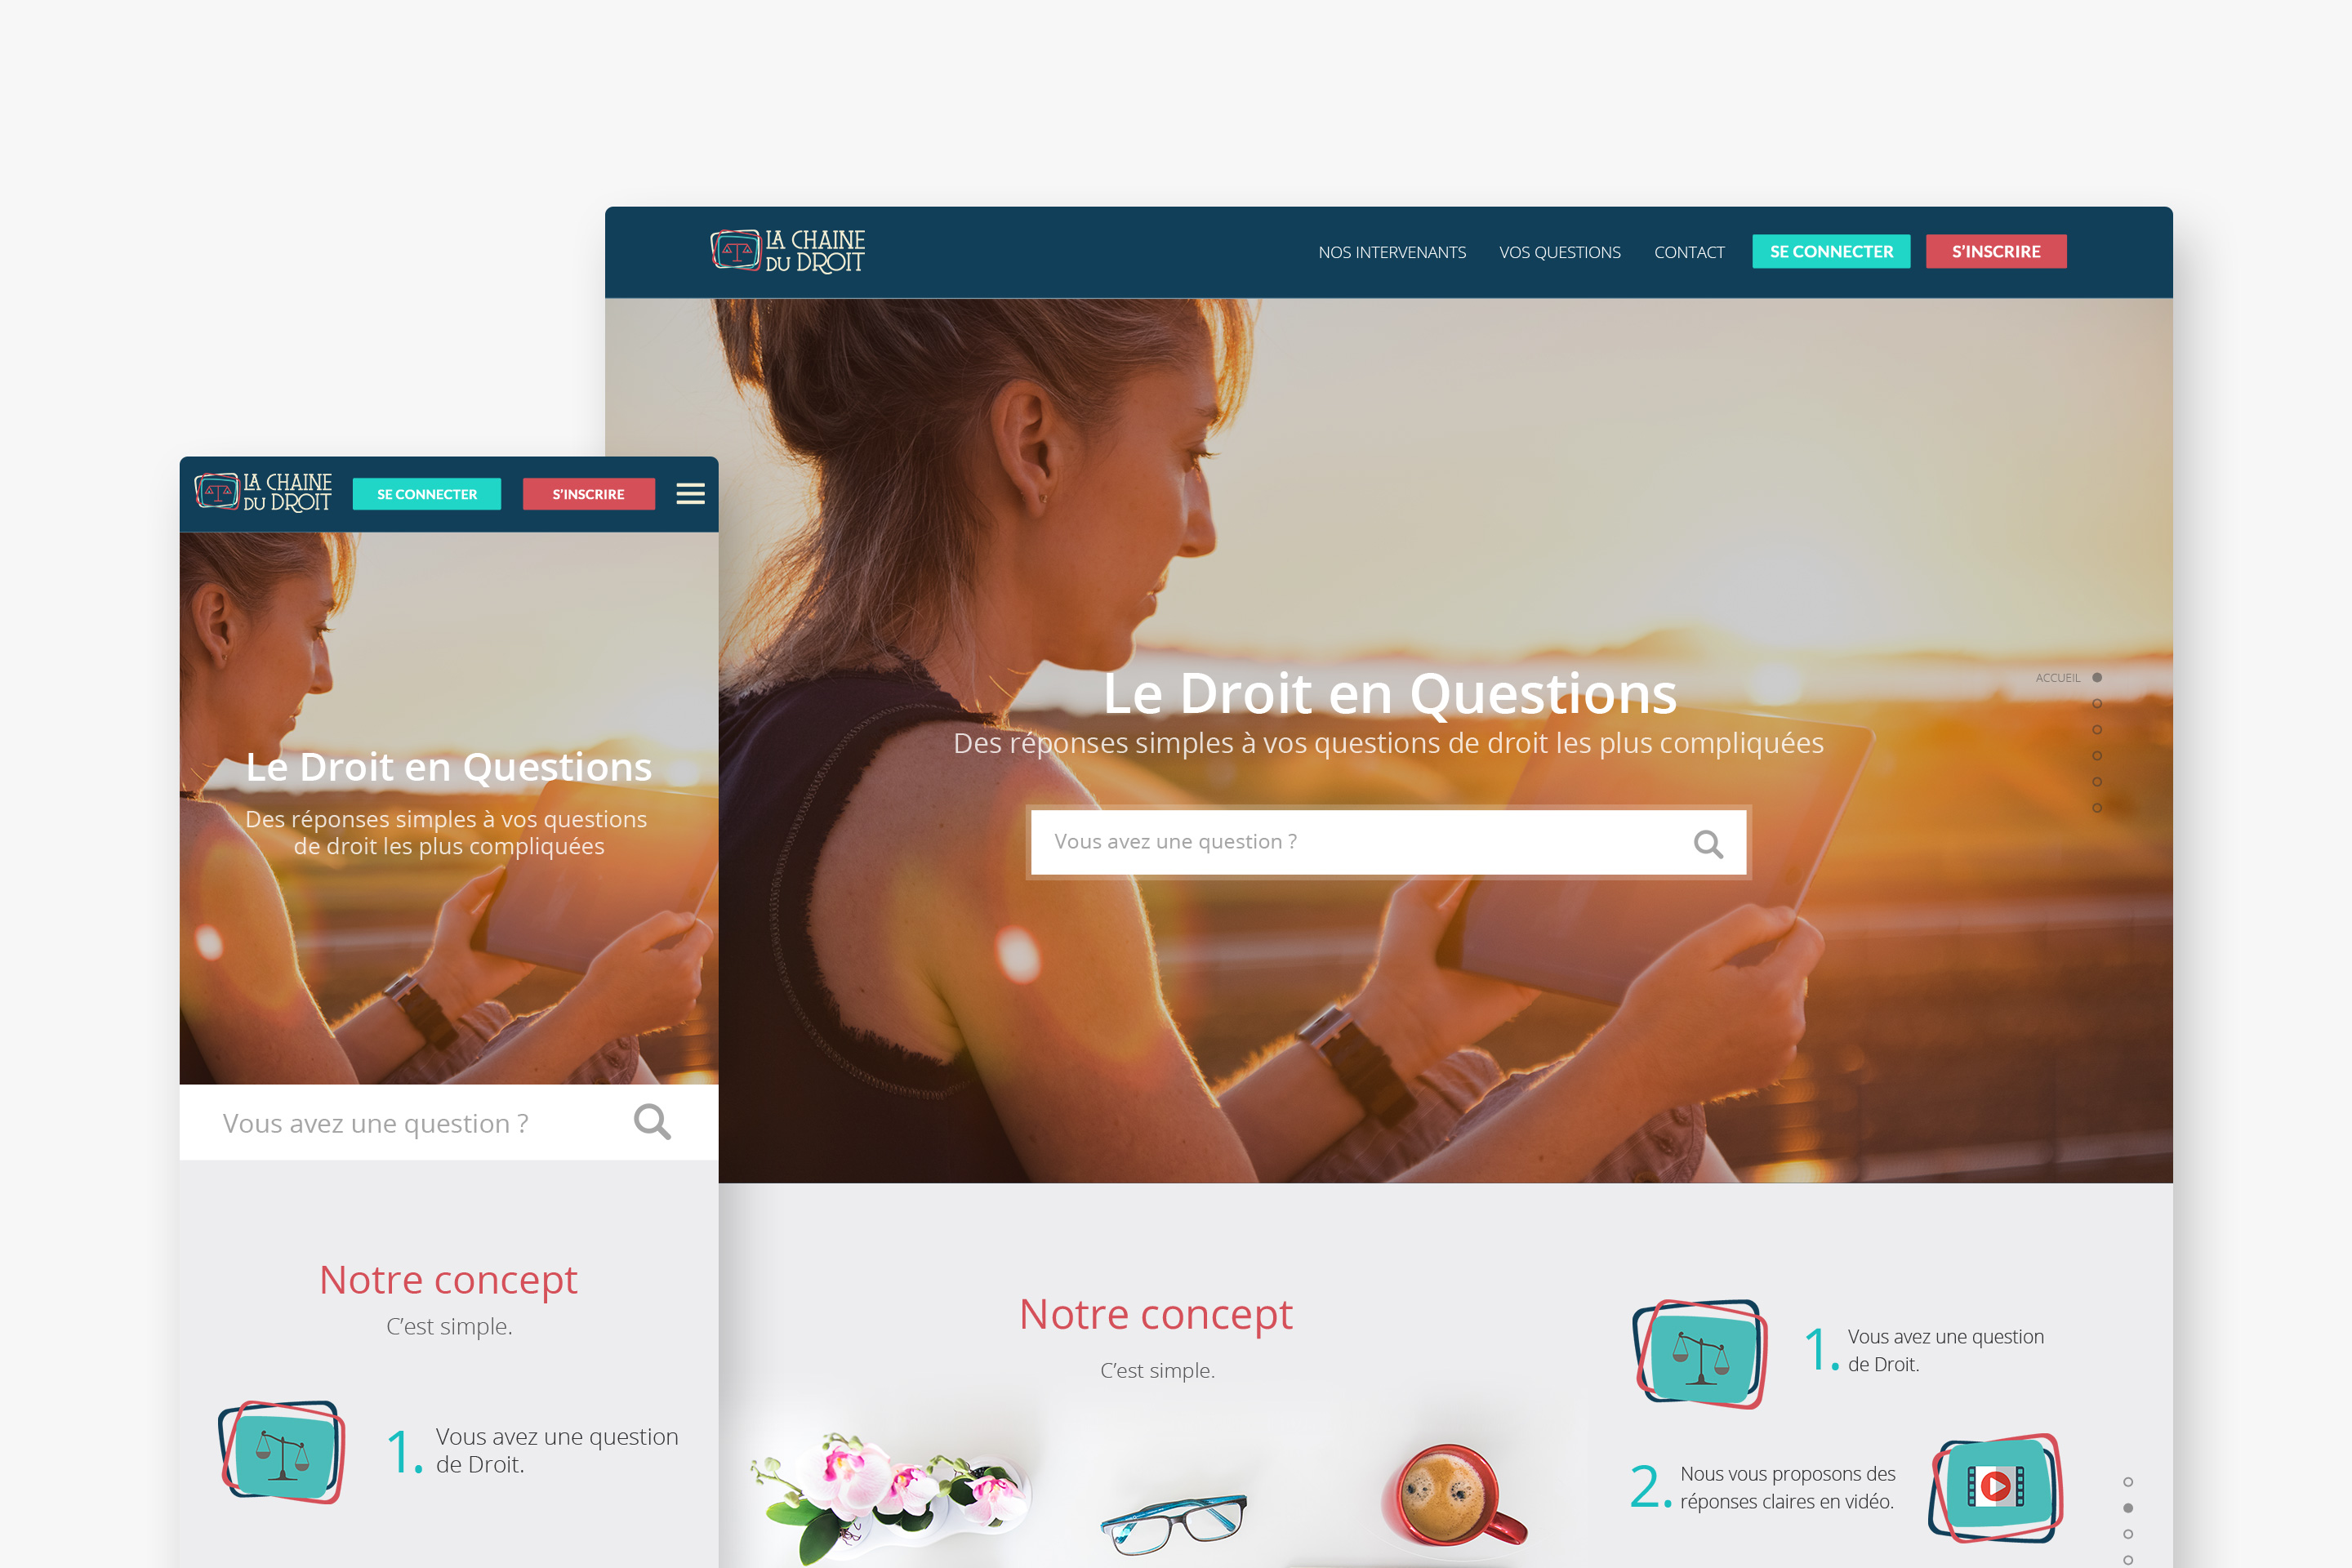 LA CHAINE
DU DROIT
NOS INTERVENANTS
VOS QUESTIONS
CONTACT
SE CONNECTER
S’INSCRIRE
Le Droit en Questions
Des réponses simples à vos questions de droit les plus compliquées
ACCUEIL
Vous avez une question ?
Notre concept
C’est simple.
1. Vous avez une question
de Droit.
2. Nous vous proposons des
réponses claires en vidéo.
LA CHAINE
DU DROIT
SE CONNECTER
S’INSCRIRE
Le Droit en Questions
Des réponses simples à vos questions
de droit les plus compliquées
Vous avez une question ?
Notre concept
C’est simple.
1. Vous avez une question
de Droit.